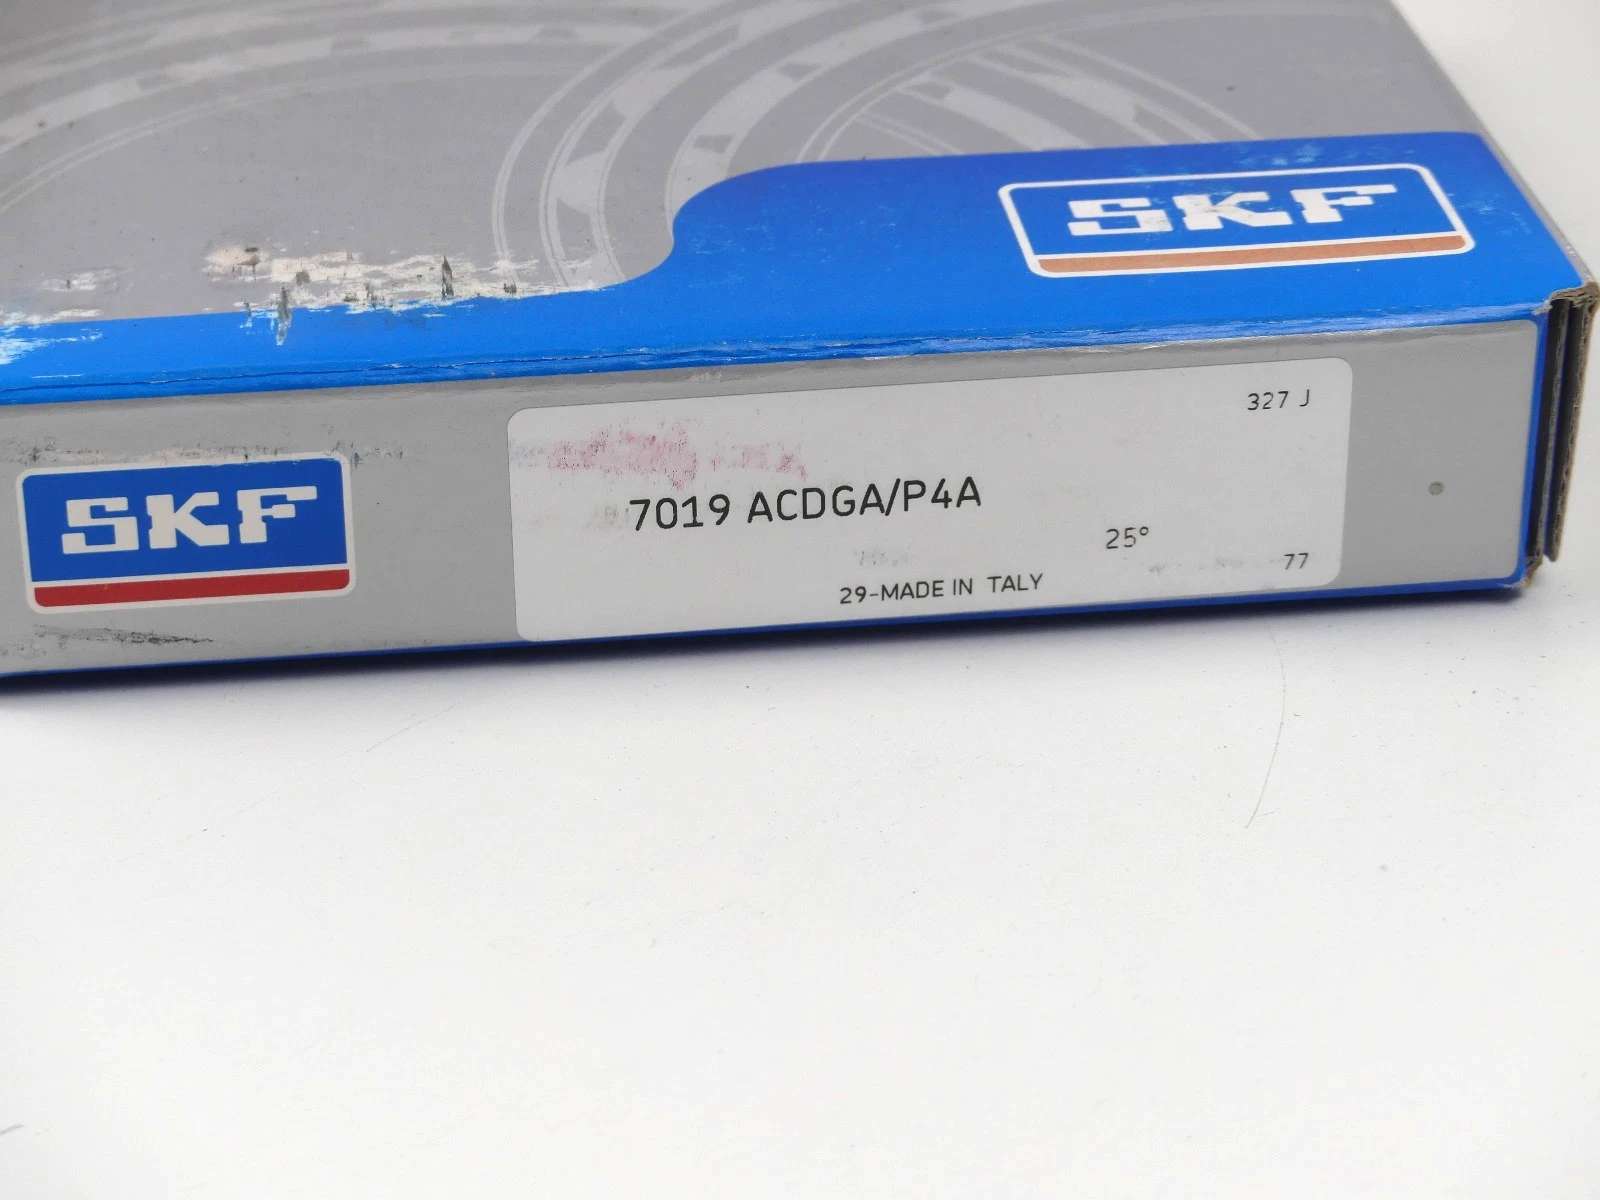 SKF
SKF
327 J
7019 ACDGA/P4A
25°
77
29-MADE IN TALY